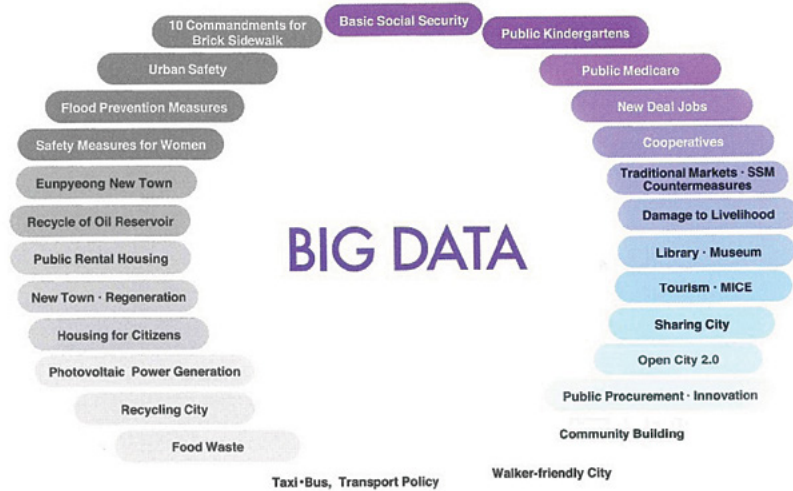 Basic Social Security
10 Commandments for
Brick Sidewalk
Public Kindergartens
Urban Safety
Public Medicare
Flood Prevention Measures
New Deal Jobs
Safety Measures for Women
Cooperatives
Eunpyeong New Town
Traditional Markets · SSM
Countermeasures
Recycle of Oil Reservoir
Damage to Livelihood
BIG DATA
Public Rental Housing
Library · Museum
New Town · Regeneration
Tourism · MICE
Housing for Citizens
Sharing City
Photovoltaic Power Generation
Open City 2.0
Recycling City
Public Procurement · Innovation
Food Waste
Community Building
Taxi·Bus, Transport Policy
Walker-friendly City